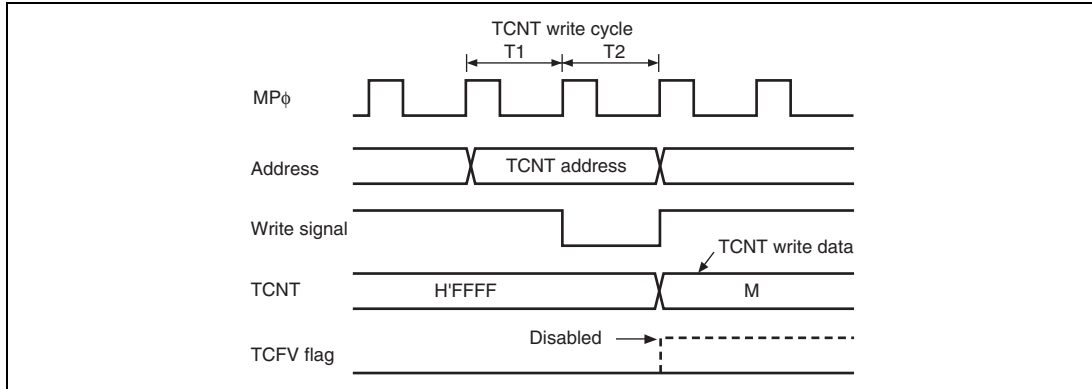 TCNT write cycle
T1 T2
MPϕ
Address TCNT address
Write signal
TCNT write data
TCNT H'FFFF M
Disabled
TCFV flag